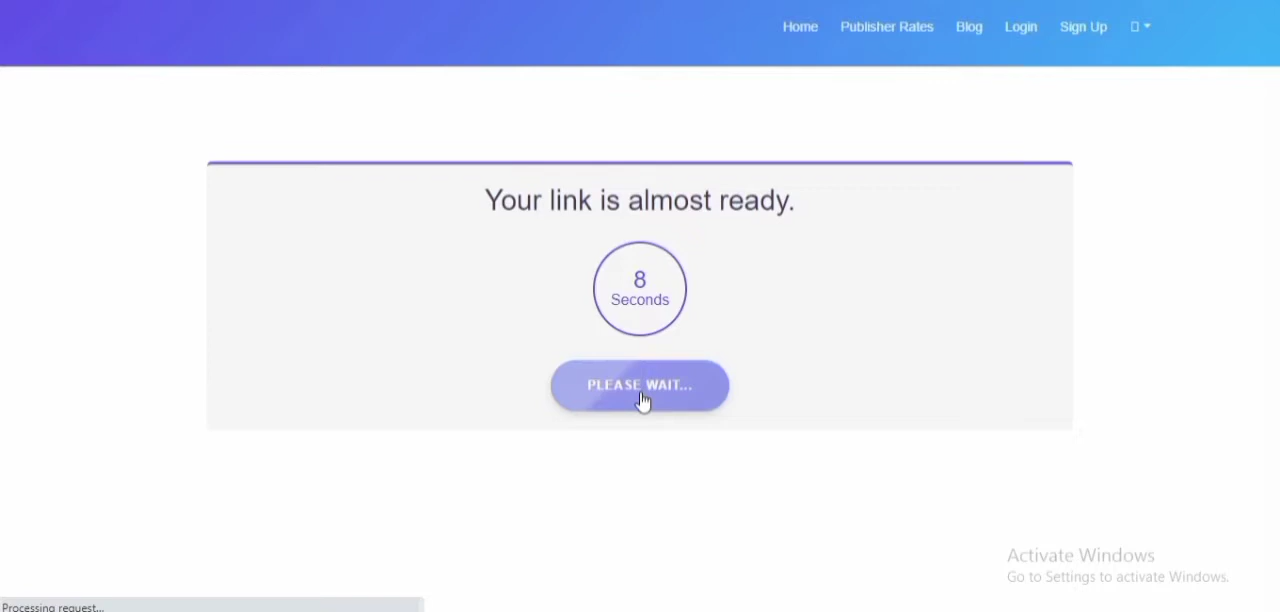 Home Publisher Rates Blog Login Sign Up
Your link is almost ready.
8
Seconds
PLEASE WAIT...
Activate Windows
Go to Settings to activate Windows.
Processing request...